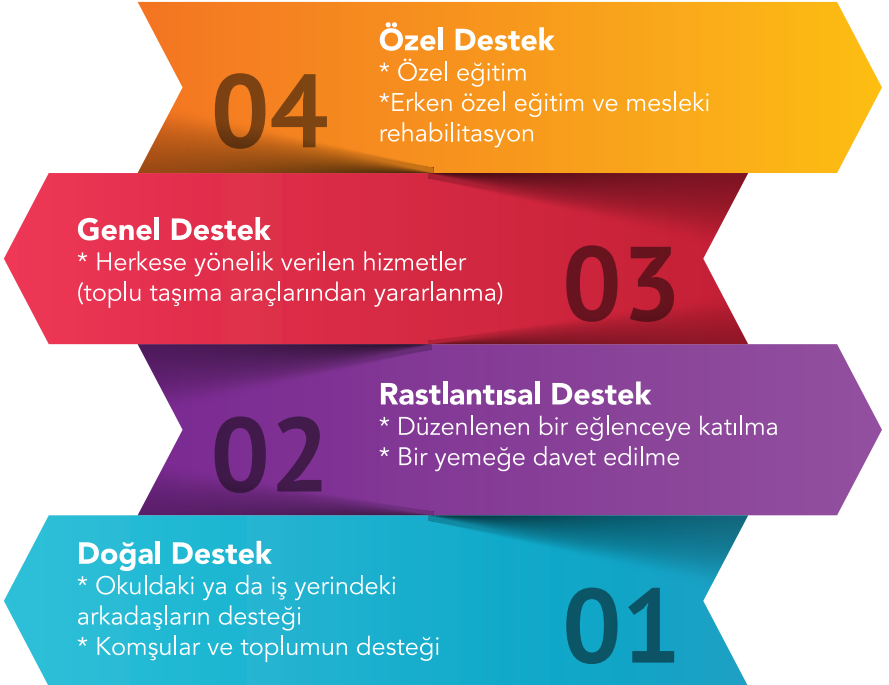 04
Özel Destek
* Özel eğitim
*Erken özel eğitim ve mesleki
rehabilitasyon
Genel Destek
* Herkese yönelik verilen hizmetler
(toplu taşıma araçlarından yararlanma)
03
02
Rastlantısal Destek
* Düzenlenen bir eğlenceye katılma
* Bir yemeğe davet edilme
Doğal Destek
* Okuldaki ya da iş yerindeki
arkadaşların desteği
* Komşular ve toplumun desteği
01